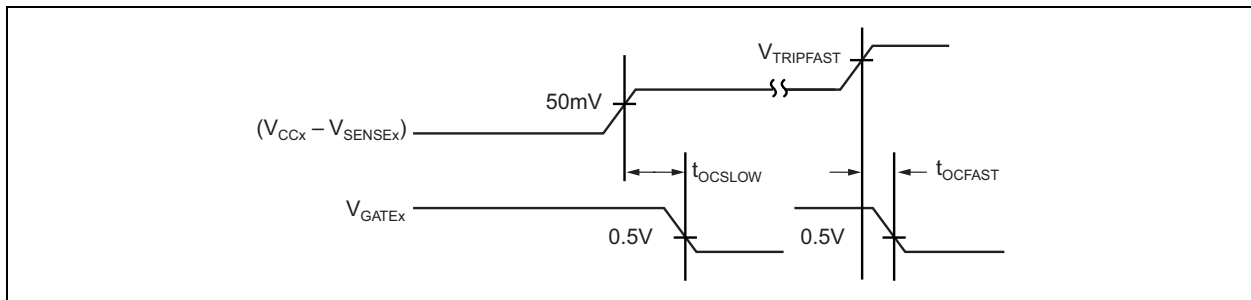 V_TRIPFAST
50mV
(V_CCx – V_SENSEx)
t_OCSLOW
t_OCFAST
V_GATEx
0.5V
0.5V